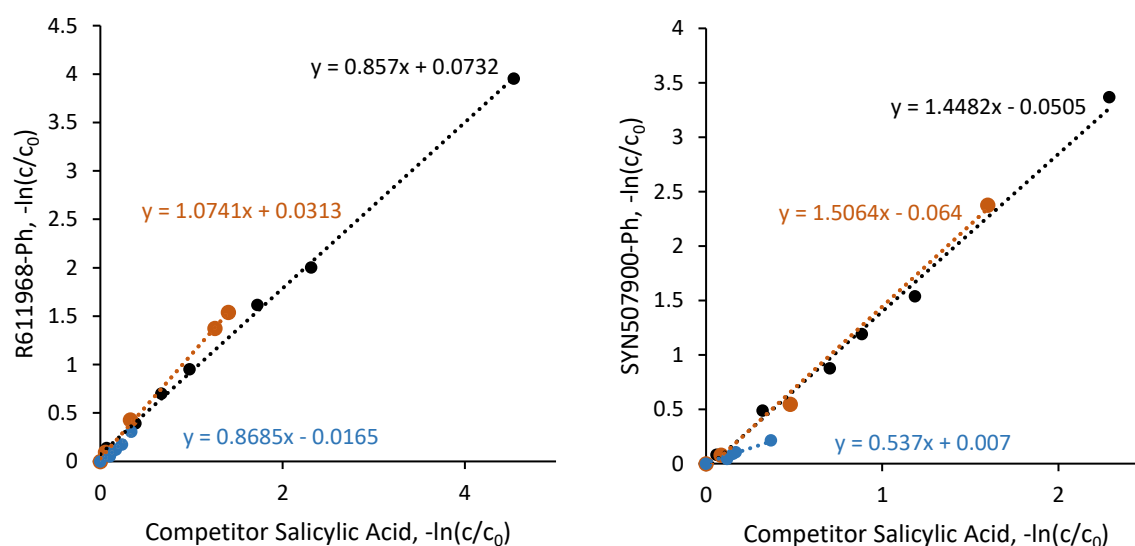 4.5
4
3.5
3
2.5
2
1.5
1
0.5
0
0
2
4
R611968-Ph, -ln(c/c₀)
Competitor Salicylic Acid, -ln(c/c₀)
y = 0.857x + 0.0732
y = 1.0741x + 0.0313
y = 0.8685x - 0.0165
4
3.5
3
2.5
2
1.5
1
0.5
0
0
1
2
SYN507900-Ph, -ln(c/c₀)
Competitor Salicylic Acid, -ln(c/c₀)
y = 1.4482x - 0.0505
y = 1.5064x - 0.064
y = 0.537x + 0.007